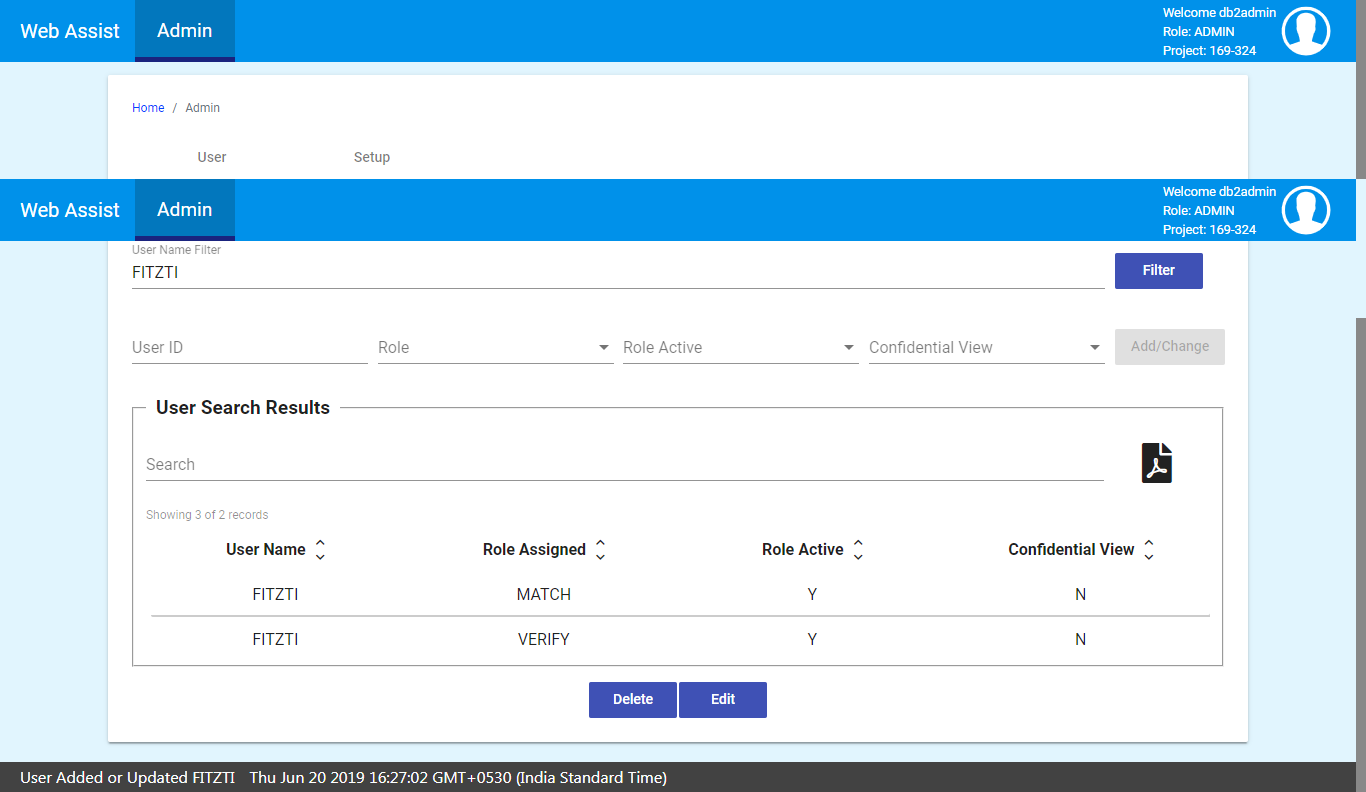 Web Assist Admin Welcome db2admin
Role: ADMIN
Project: 169-324
Home / Admin
User Setup
Web Assist Admin Welcome db2admin
Role: ADMIN
Project: 169-324
User Name Filter
FITZTI
Filter
User ID Role Role Active Confidential View Add/Change
User Search Results
Search
Showing 3 of 2 records
User Name Role Assigned Role Active Confidential View
FITZTI MATCH Y N
FITZTI VERIFY Y N
Delete Edit
User Added or Updated FITZTI Thu Jun 20 2019 16:27:02 GMT+0530 (India Standard Time)